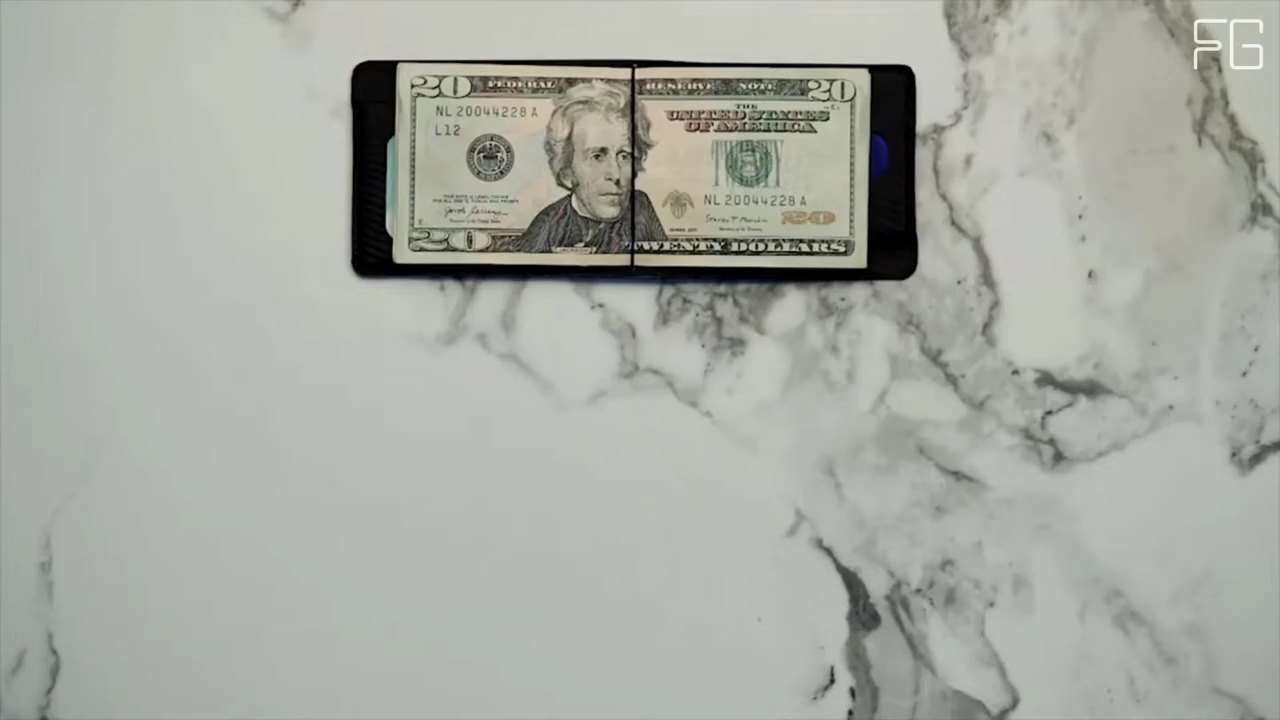 FG
20 FEDERAL RESERVE NOTE 20
THE
UNITED STATES
OF AMERICA
NL 20044228 A
L12
NL 20044228 A
20
20 TWENTY DOLLARS